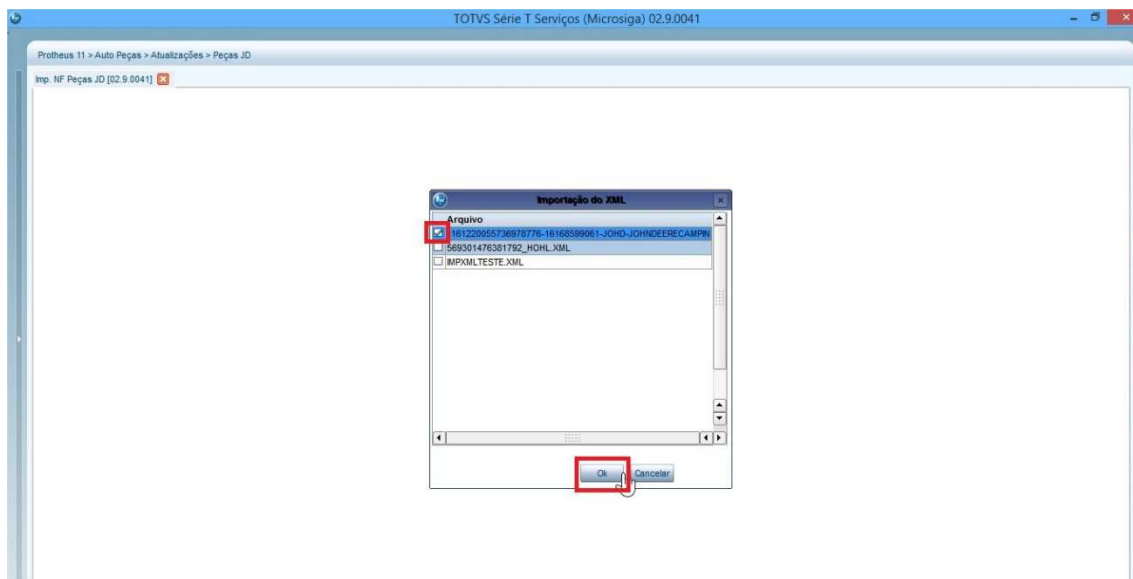 TOTVS Série T Serviços (Microsiga) 02.9.0041
Protheus 11 > Auto Peças > Atualizações > Peças JD
Imp. NF Peças JD [02.9.0041]
Importação do XML
Arquivo
161220055736978776-16168599061-JOHD-JOHNDEERECAMPIN
569301476381792_HOHL.XML
IMPXMLTESTE.XML
Ok Cancelar